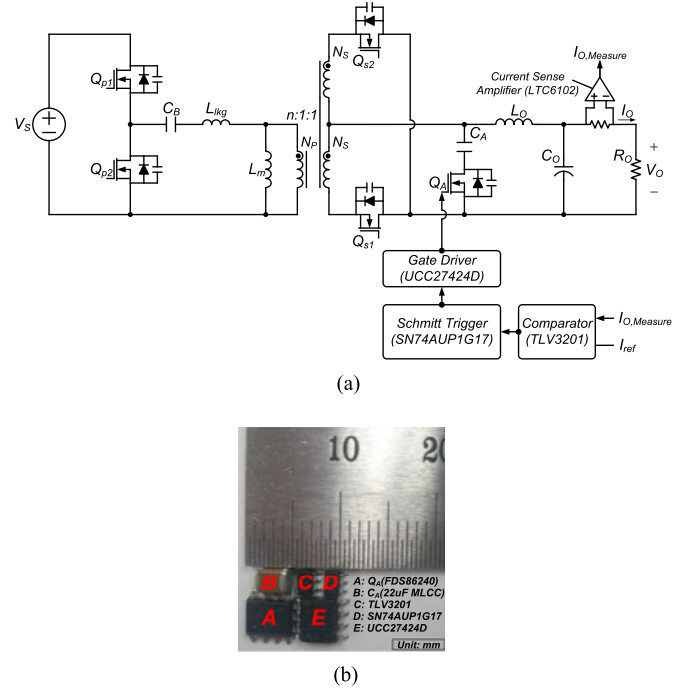 Q_s2
N_S
I_O,Measure
Current Sense
Amplifier (LTC6102)
Q_p1
C_B
L_lkg
n:1:1
L_O
I_O
V_S
+
−
+ −
N_P
N_S
C_A
+
Q_p2
L_m
Q_A
C_O
R_O
V_O
−
Q_s1
Gate Driver
(UCC27424D)
Schmitt Trigger
(SN74AUP1G17)
Comparator
(TLV3201)
I_O,Measure
I_ref
(a)
10
20
B
C
D
A
E
A: Q_A(FDS86240)
B: C_A(22uF MLCC)
C: TLV3201
D: SN74AUP1G17
E: UCC27424D
Unit: mm
(b)